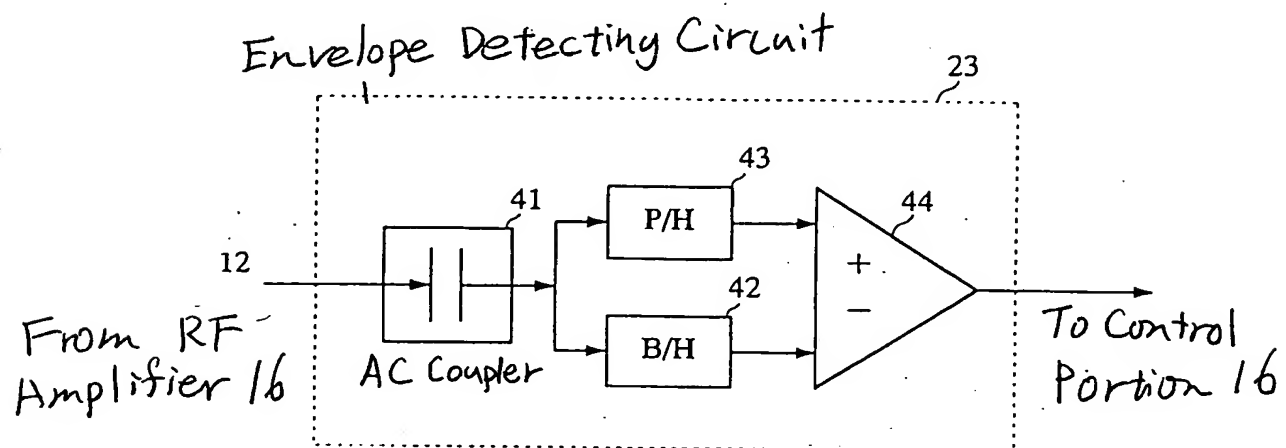 Envelope Detecting Circuit
23
43
41
P/H
44
12
+
42
−
From RF
Amplifier 16
B/H
AC Coupler
To Control
Portion 16